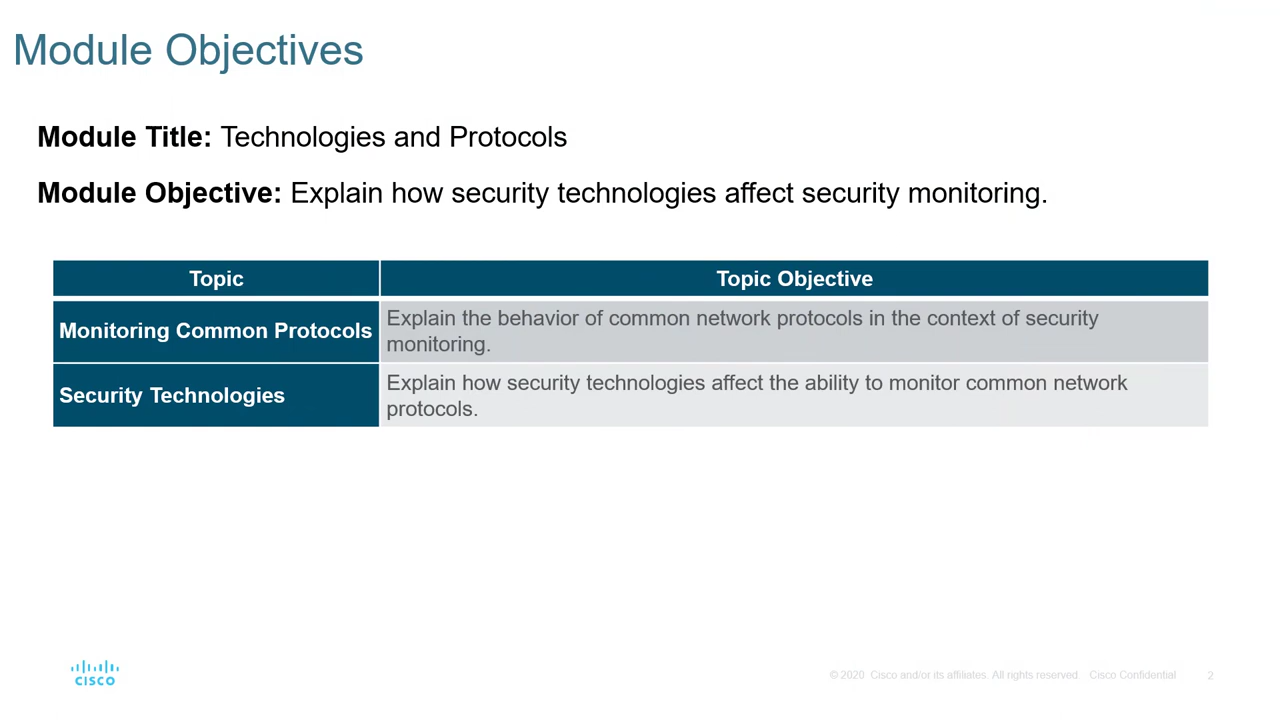 Module Objectives
Module Title: Technologies and Protocols
Module Objective: Explain how security technologies affect security monitoring.
Topic
Topic Objective
Monitoring Common Protocols
Explain the behavior of common network protocols in the context of security
monitoring.
Security Technologies
Explain how security technologies affect the ability to monitor common network
protocols.
CISCO
© 2020 Cisco and/or its affiliates. All rights reserved. Cisco Confidential
2